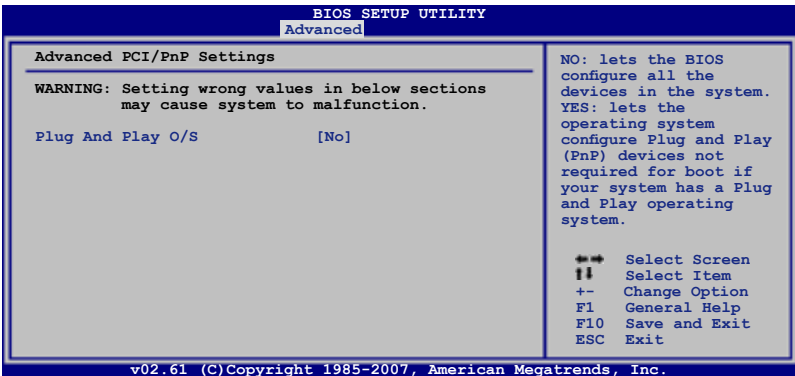 BIOS SETUP UTILITY
Advanced
Advanced PCI/PnP Settings
WARNING: Setting wrong values in below sections
may cause system to malfunction.
Plug And Play O/S [No]
NO: lets the BIOS
configure all the
devices in the system.
YES: lets the
operating system
configure Plug and Play
(PnP) devices not
required for boot if
your system has a Plug
and Play operating
system.
Select Screen
Select Item
+- Change Option
F1 General Help
F10 Save and Exit
ESC Exit
v02.61 (C)Copyright 1985-2007, American Megatrends, Inc.